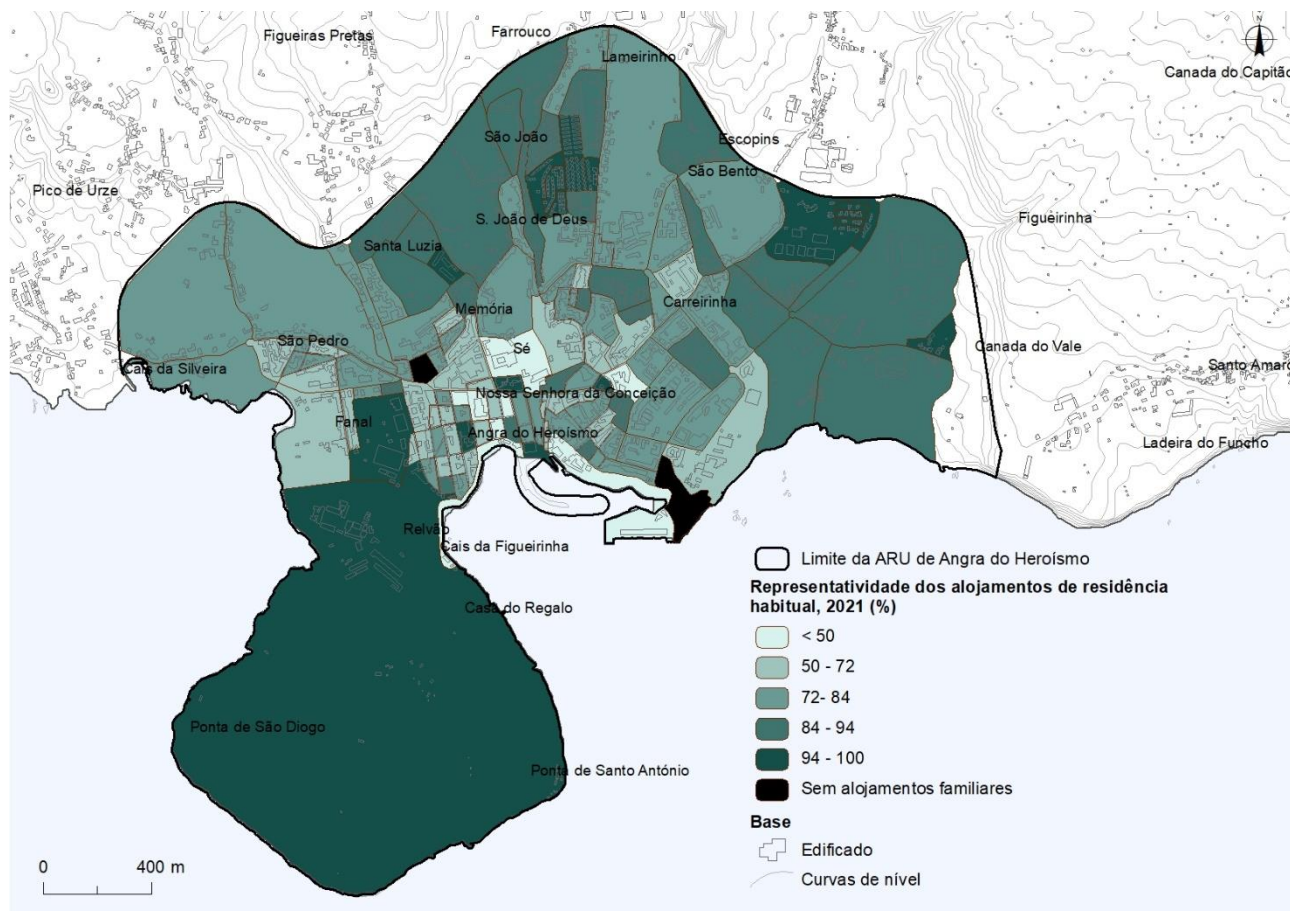 Figueiras Pretas
Farrouco
Lameirinho
N
Canada do Capitão
São João
Escopins
São Bento
Pico de Urze
Figueirinha
S. João de Deus
Santa Luzia
Memória
Carreirinha
São Pedro
Sé
Canada do Vale
Cais da Silveira
Santo Amaro
Nossa Senhora da Conceição
Fanal
Angra do Heroísmo
Ladeira do Funcho
Relvão
Cais da Figueirinha
Casa do Regalo
Ponta de São Diogo
Ponta de Santo António
Limite da ARU de Angra do Heroísmo
Representatividade dos alojamentos de residência
habitual, 2021 (%)
< 50
50 - 72
72- 84
84 - 94
94 - 100
Sem alojamentos familiares
Base
Edificado
Curvas de nível
0 400 m